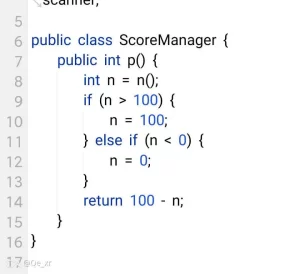 scanner;
5
6 public class ScoreManager {
7 public int p() {
8 int n = n();
9 if (n > 100) {
10 n = 100;
11 } else if (n < 0) {
12 n = 0;
13 }
14 return 100 - n;
15 }
16 }
17